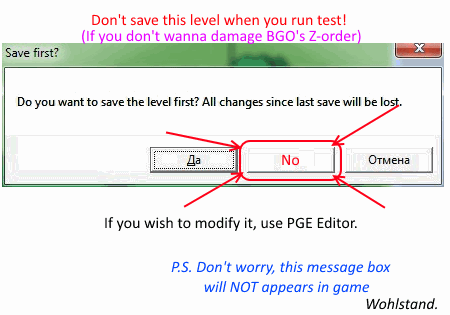 Don't save this level when you run test!
(If you don't wanna damage BGO's Z-order)
Save first?
x
Do you want to save the level first? All changes since last save will be lost.
Да No Отмена
If you wish to modify it, use PGE Editor.
P.S. Don't worry, this message box
will NOT appears in game
Wohlstand.